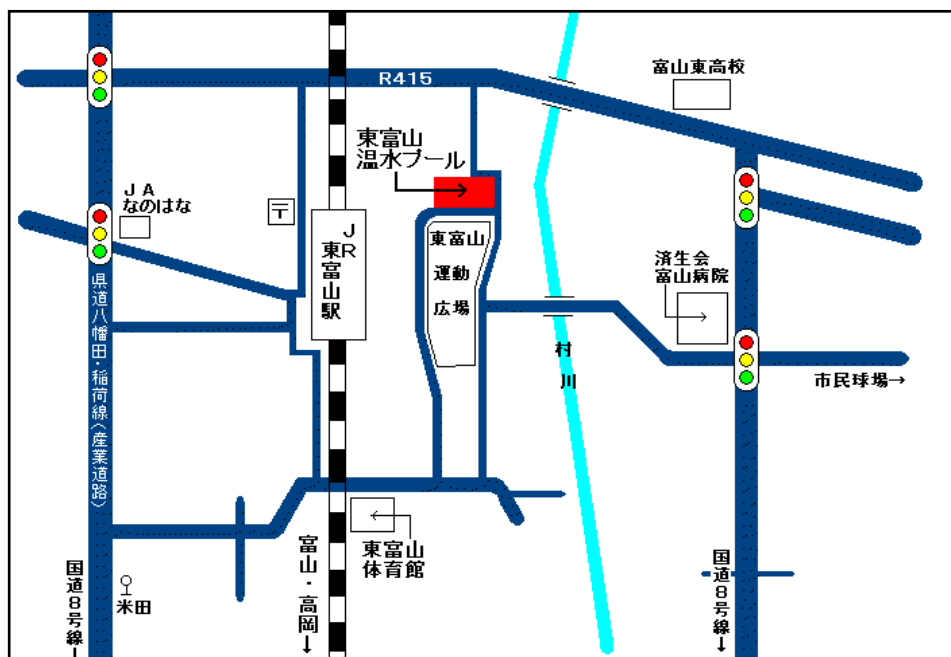 R415
富山東高校
東富山
温水プール
JA
なのはな
〒
JR
東富山駅
東富山
運動
広場
済生会
富山病院
県道八幡田・稲荷線(産業道路)
村川
市民球場→
東富山
体育館
富山・高岡↓
米田
国道8号線↓
国道8号線↓